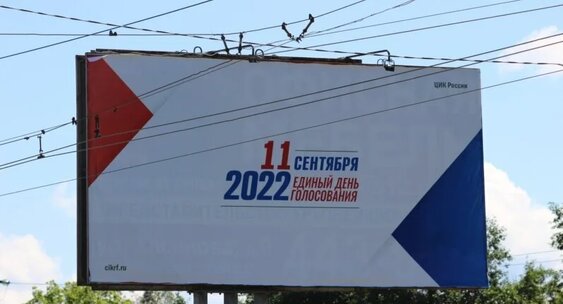 ЦИК России
11 СЕНТЯБРЯ
2022 ЕДИНЫЙ ДЕНЬ
ГОЛОСОВАНИЯ
cikrf.ru